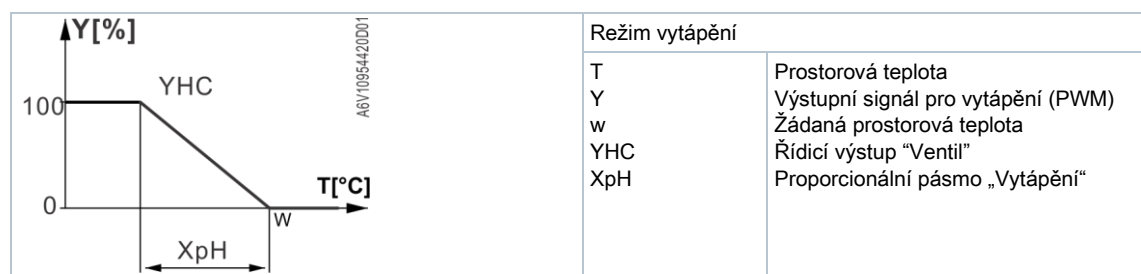 Y[%]
A6V10954420D01
YHC
100
T[°C]
0
w
XpH
Režim vytápění
T Prostorová teplota
Y Výstupní signál pro vytápění (PWM)
w Žádaná prostorová teplota
YHC Řídicí výstup “Ventil”
XpH Proporcionální pásmo „Vytápění“